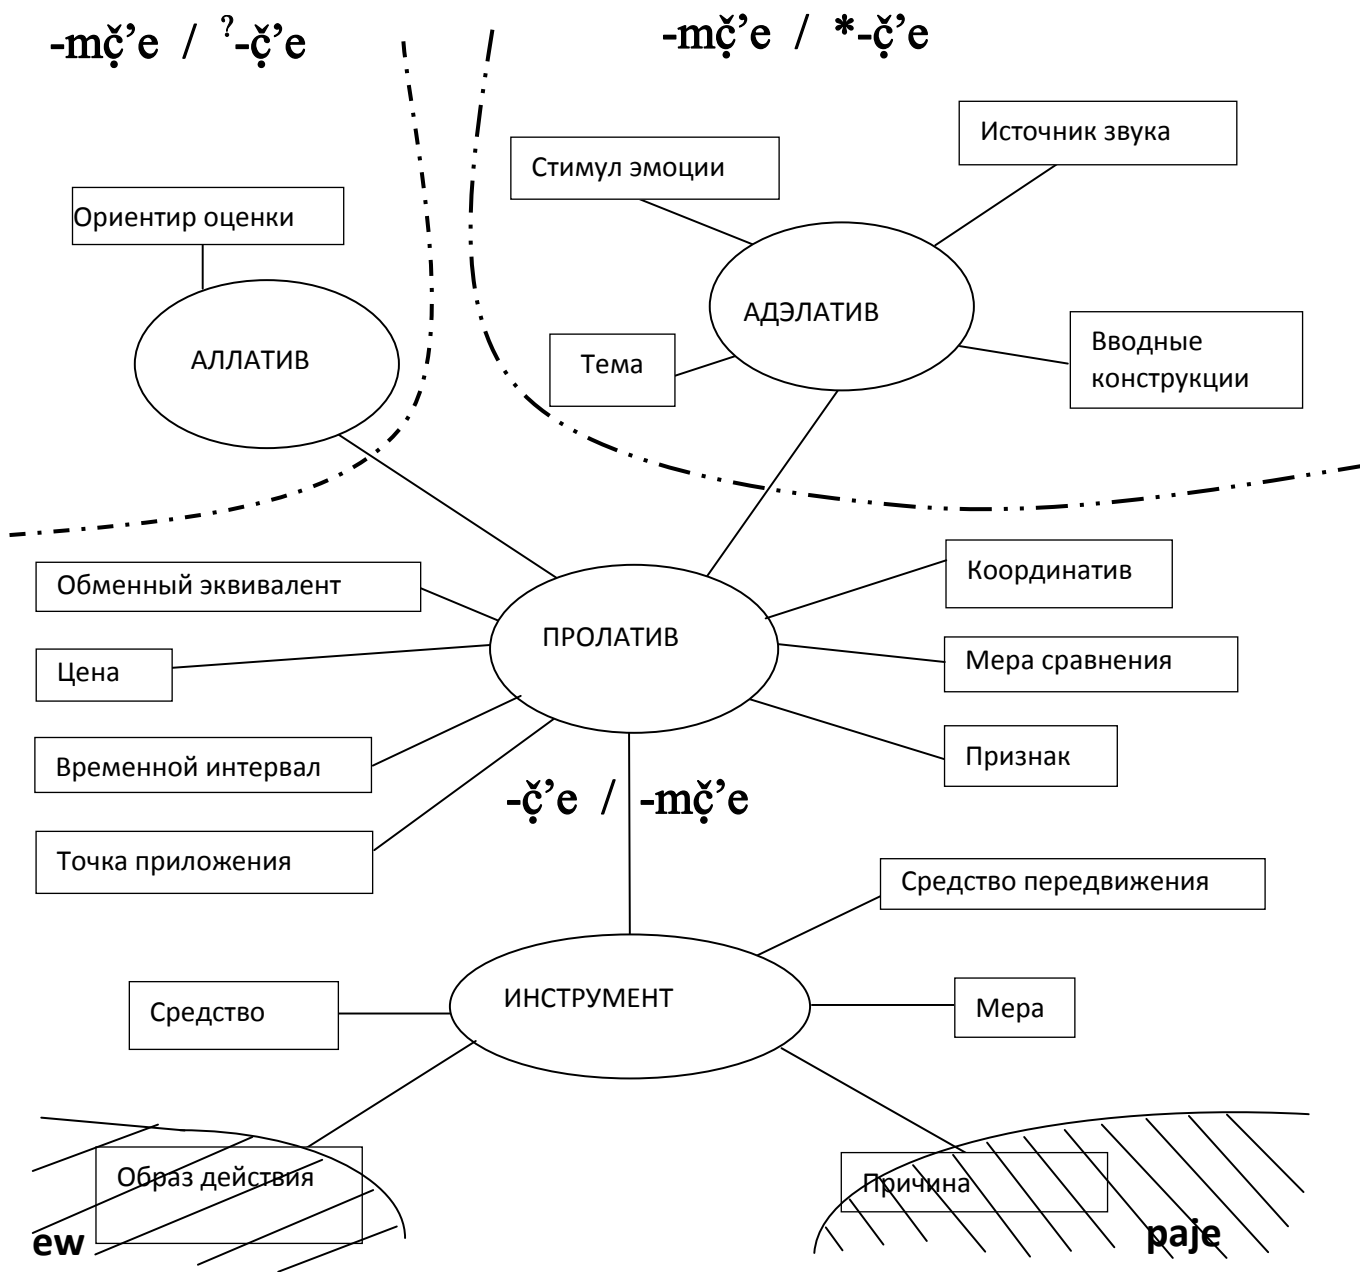 -mč̣’e / ?-č̣’e
-mč̣’e / *-č̣’e
Источник звука
Стимул эмоции
Ориентир оценки
АДЭЛАТИВ
Вводные
конструкции
АЛЛАТИВ
Тема
Координатив
Обменный эквивалент
ПРОЛАТИВ
Мера сравнения
Цена
Признак
Временной интервал
-č̣’e / -mč̣’e
Точка приложения
Средство передвижения
ИНСТРУМЕНТ
Средство
Мера
Образ действия
Причина
ew
paje